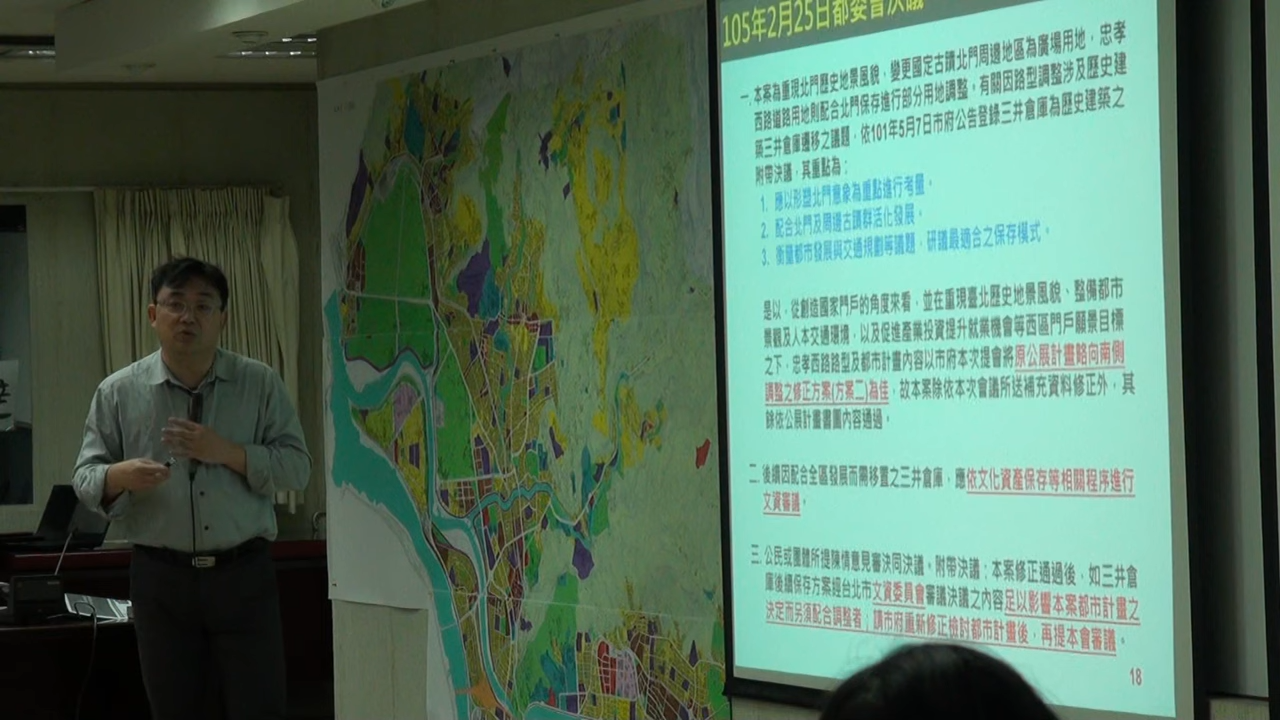 105年2月25日都委會決議
一. 本案為重現北門歷史地景風貌，變更國定古蹟北門周邊地區為廣場用地，忠孝
西路道路用地則配合北門保存進行部分用地調整。有關因路型調整涉及歷史建
築三井倉庫遷移之議題，依101年5月7日市府公告登錄三井倉庫為歷史建築之
附帶決議，其重點為：
1. 應以形塑北門意象為重點進行考量。
2. 配合北門及周邊古蹟群活化發展。
3. 衡量都市發展與交通規劃等議題，研議最適合之保存模式。
是以，從創造國家門戶的角度來看，並在重現臺北歷史地景風貌、整備都市
景觀及人本交通環境，以及促進產業投資提升就業機會等西區門戶願景目標
之下，忠孝西路路型及都市計畫內容以市府本次提會將原公展計畫略向南側
調整之修正方案(方案二)為佳；故本案除依本次會議所送補充資料修正外，其
餘依公展計畫書圖內容通過。
二. 後續因配合全區發展而需移置之三井倉庫，應依文化資產保存等相關程序進行
文資審議。
三. 公民或團體所提陳情意見審決同決議。附帶決議：本案修正通過後，如三井倉
庫後續保存方案經台北市文資委員會審議決議之內容足以影響本案都市計畫之
決定而另須配合調整者；請市府重新修正檢討都市計畫後，再提本會審議。
18